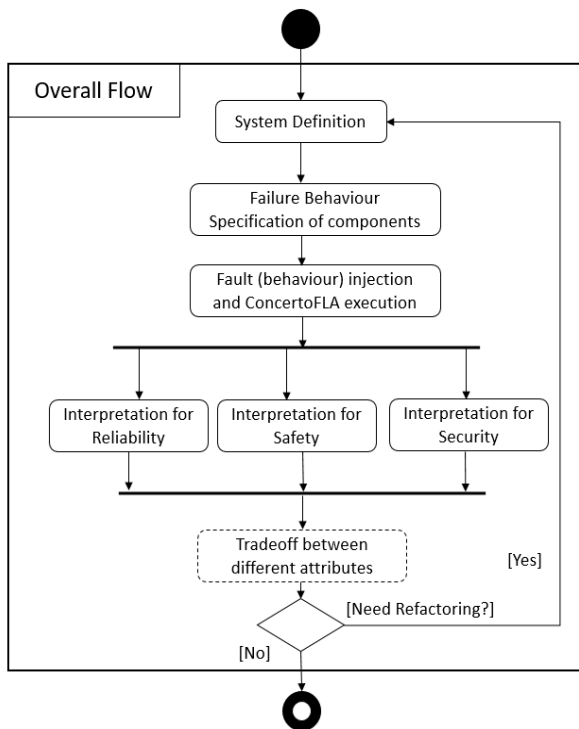 Overall Flow
System Definition
Failure Behaviour
Specification of components
Fault (behaviour) injection
and ConcertoFLA execution
Interpretation for
Reliability
Interpretation for
Safety
Interpretation for
Security
Tradeoff between
different attributes
[Yes]
[Need Refactoring?]
[No]